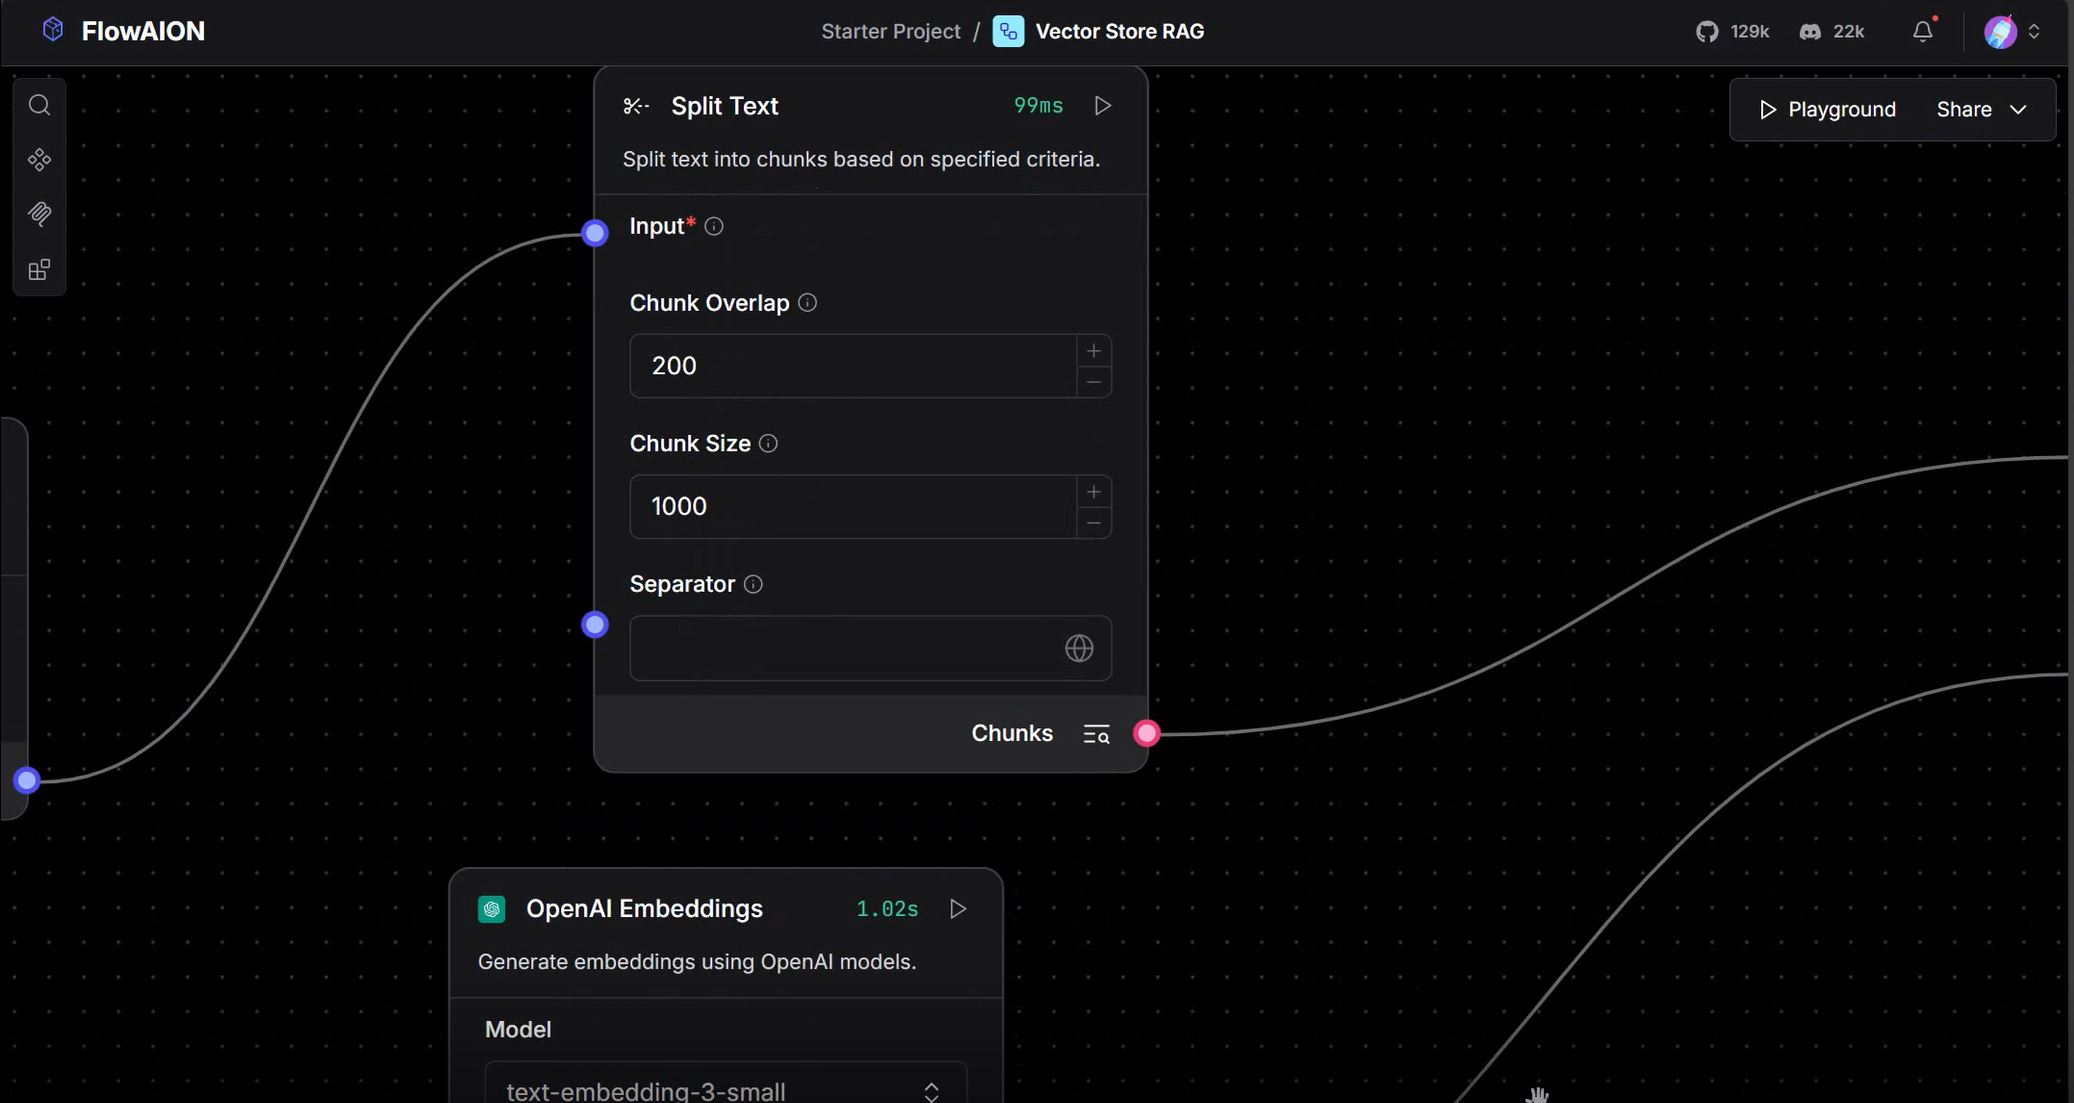 FlowAION
Starter Project / Vector Store RAG
129k
22k
Playground
Share
Split Text
99ms
Split text into chunks based on specified criteria.
Input*
Chunk Overlap
200
Chunk Size
1000
Separator
Chunks
OpenAI Embeddings
1.02s
Generate embeddings using OpenAI models.
Model
text-embedding-3-small